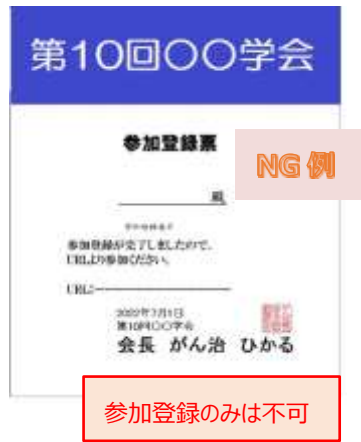 第10回〇〇学会
参加登録票
NG 例
殿
参加登録が完了しましたので、
URLより参加ください。
URL:
2022年7月1日
第10回〇〇学会
会長 がん治 ひかる
参加登録のみは不可